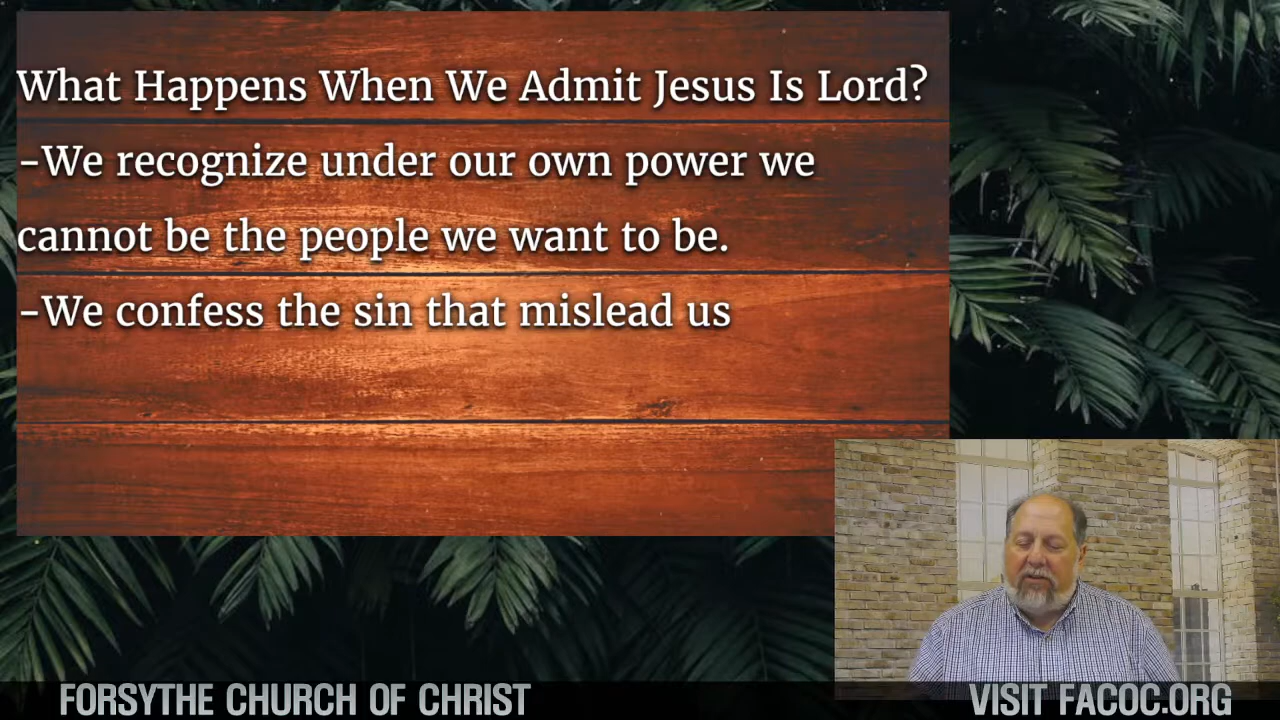 What Happens When We Admit Jesus Is Lord?
-We recognize under our own power we
cannot be the people we want to be.
-We confess the sin that mislead us
FORSYTHE CHURCH OF CHRIST
VISIT FACOC.ORG